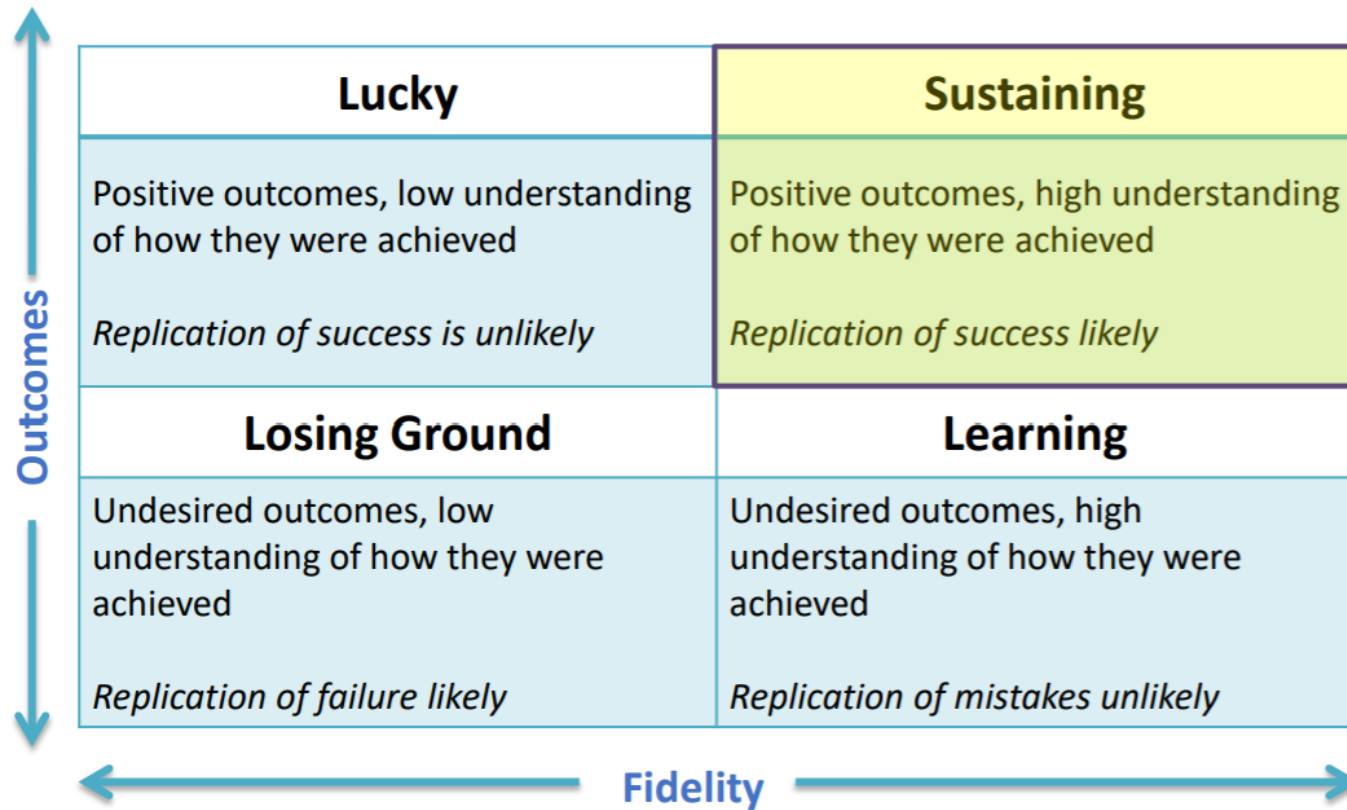 Lucky
Sustaining
Positive outcomes, low understanding
of how they were achieved
Replication of success is unlikely
Positive outcomes, high understanding
of how they were achieved
Replication of success likely
Losing Ground
Learning
Undesired outcomes, low
understanding of how they were
achieved
Replication of failure likely
Undesired outcomes, high
understanding of how they were
achieved
Replication of mistakes unlikely
Outcomes
Fidelity